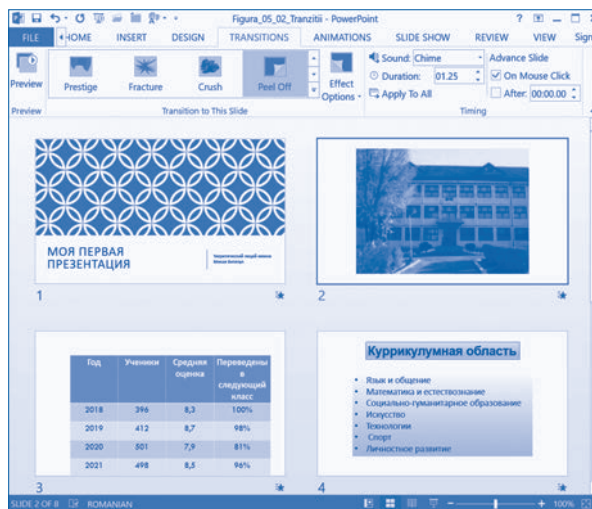 Figura_05_02_Tranzitii - PowerPoint
FILE HOME INSERT DESIGN TRANSITIONS ANIMATIONS SLIDE SHOW REVIEW VIEW Sign
Preview
Prestige Fracture Crush Peel Off
Effect
Options
Sound: Chime
Duration: 01.25
Apply To All
Advance Slide
On Mouse Click
After: 00:00.00
Preview Transition to This Slide Timing
МОЯ ПЕРВАЯ
ПРЕЗЕНТАЦИЯ
1
2
Год Ученики Средняя оценка Переведены в следующий класс
2018 396 8,3 100%
2019 412 8,7 98%
2020 501 7,9 81%
2021 498 8,5 96%
3
Куррикулумная область
• Язык и общение
• Математика и естествознание
• Социально-гуманитарное образование
• Искусство
• Технологии
• Спорт
• Личностное развитие
4
SLIDE 2 OF 8 ROMANIAN 100%